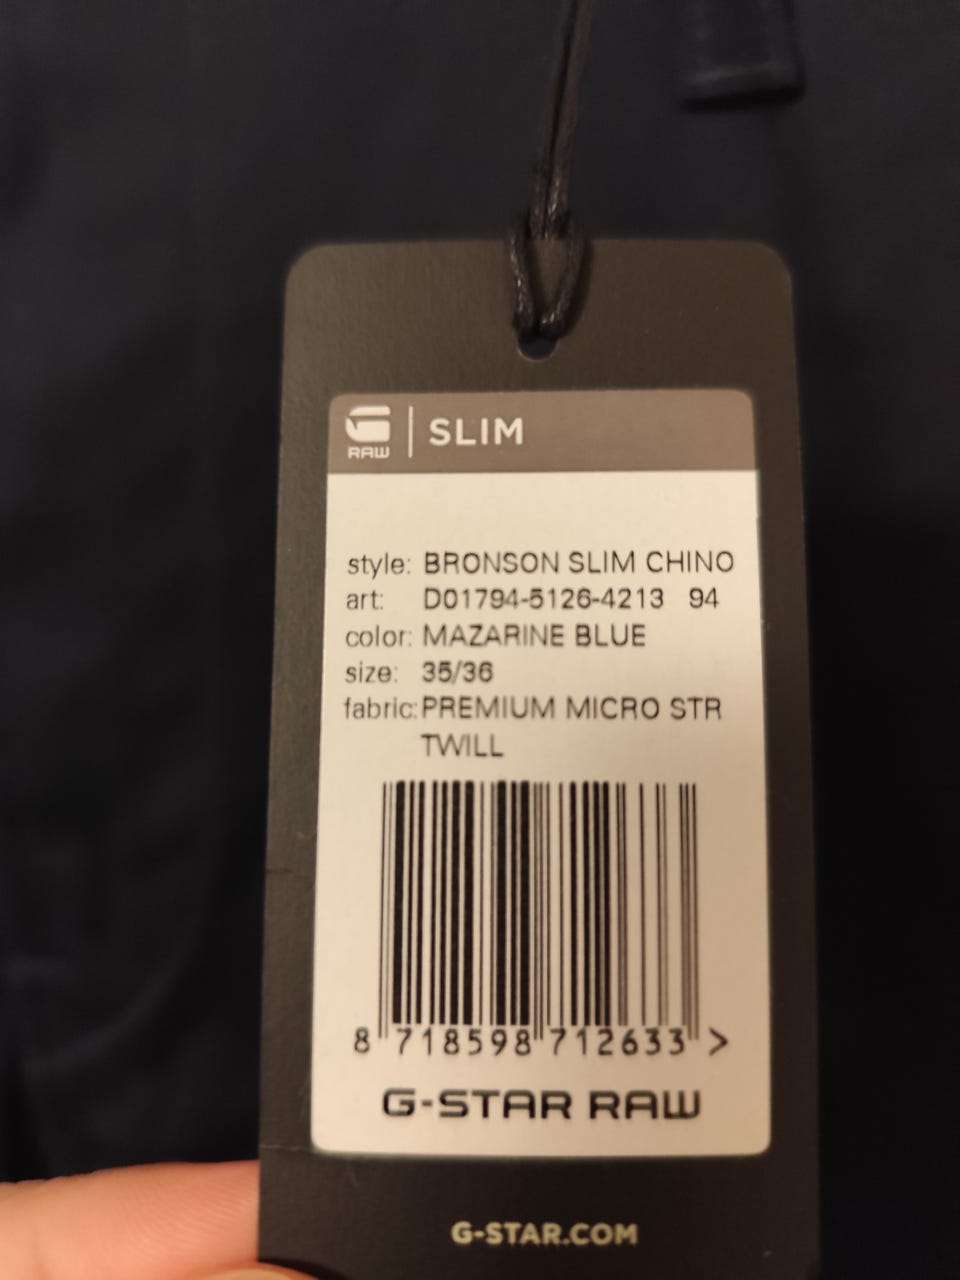 RAW | SLIM
style: BRONSON SLIM CHINO
art: D01794-5126-4213 94
color: MAZARINE BLUE
size: 35/36
fabric: PREMIUM MICRO STR
TWILL
8 718598 712633 >
G-STAR RAW
G-STAR.COM